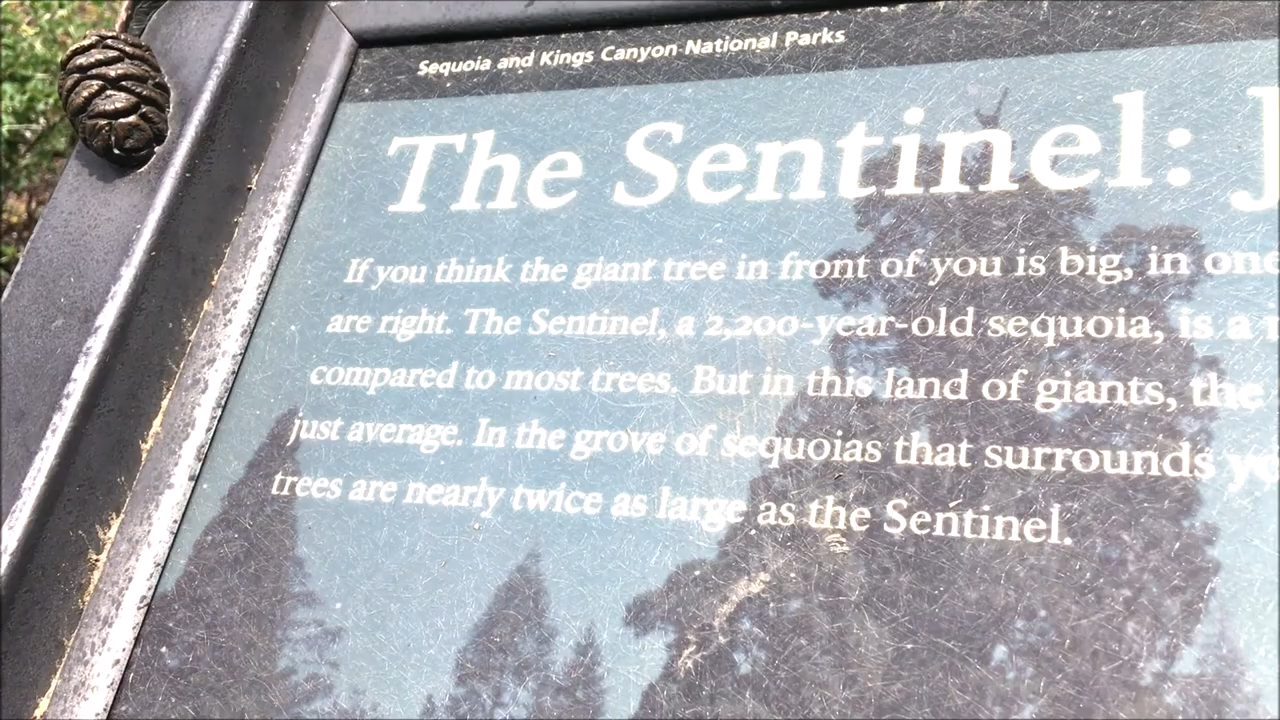 Sequoia and Kings Canyon National Parks
The Sentinel: J
If you think the giant tree in front of you is big, in one
are right. The Sentinel, a 2,200-year-old sequoia, is a
compared to most trees. But in this land of giants, the
just average. In the grove of sequoias that surrounds
trees are nearly twice as large as the Sentinel.